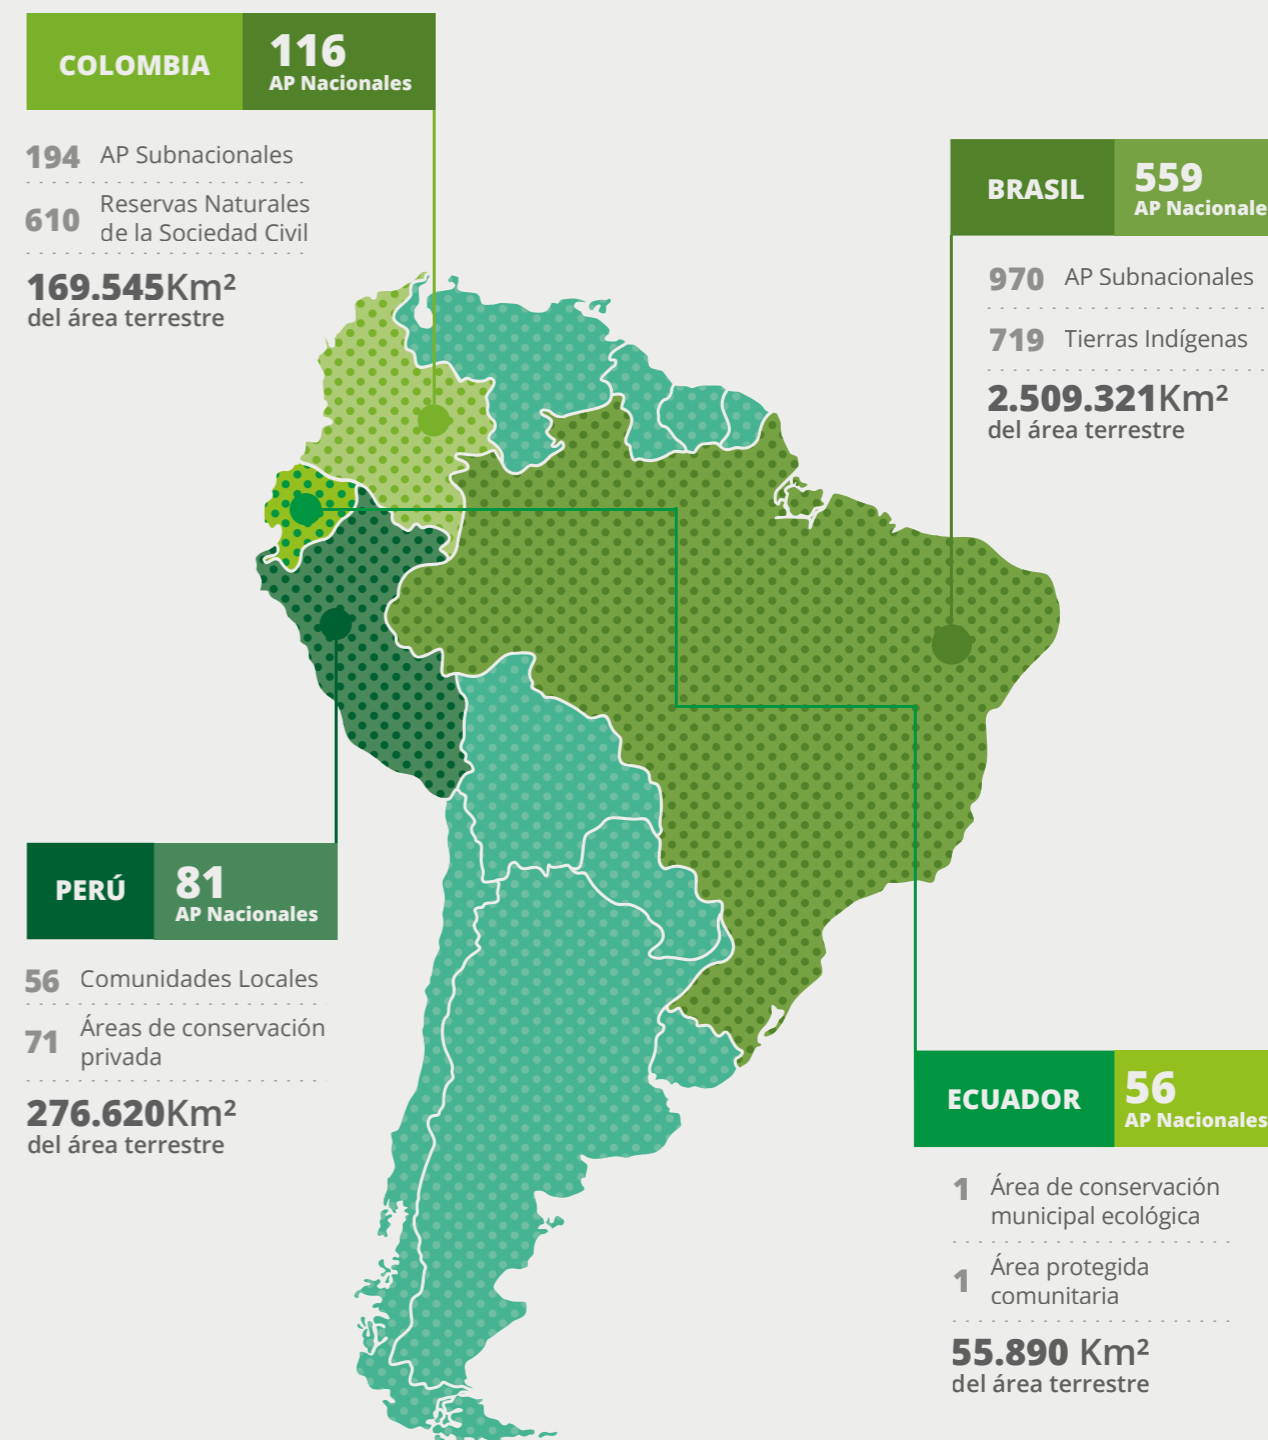 COLOMBIA
116
AP Nacionales
194 AP Subnacionales
610 Reservas Naturales
de la Sociedad Civil
169.545Km²
del área terrestre
BRASIL
559
AP Nacionale
970 AP Subnacionales
719 Tierras Indígenas
2.509.321Km²
del área terrestre
PERÚ
81
AP Nacionales
56 Comunidades Locales
71 Áreas de conservación
privada
276.620Km²
del área terrestre
ECUADOR
56
AP Nacionales
1 Área de conservación
municipal ecológica
1 Área protegida
comunitaria
55.890 Km²
del área terrestre